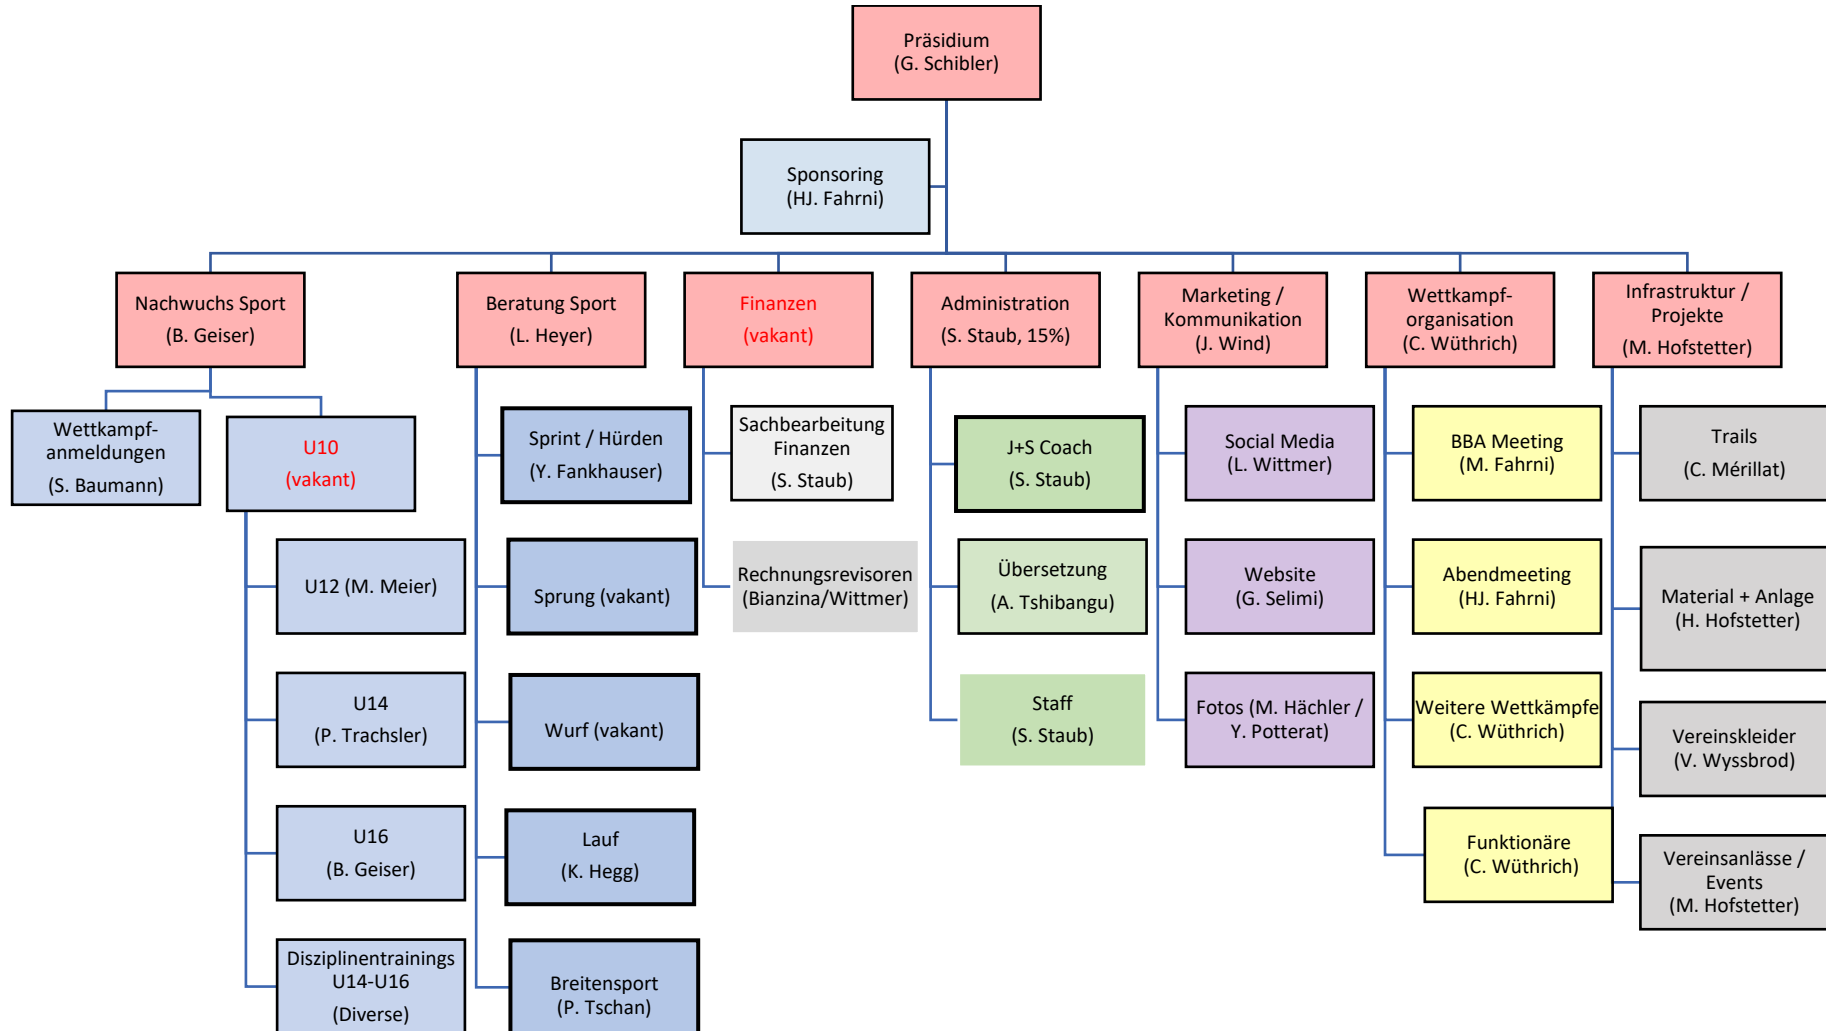 Präsidium
(G. Schibler)
Sponsoring
(HJ. Fahrni)
Nachwuchs Sport
(B. Geiser)
Beratung Sport
(L. Heyer)
Finanzen
(vakant)
Administration
(S. Staub, 15%)
Marketing /
Kommunikation
(J. Wind)
Wettkampf-
organisation
(C. Wüthrich)
Infrastruktur /
Projekte
(M. Hofstetter)
Wettkampf-
anmeldungen
(S. Baumann)
U10
(vakant)
U12 (M. Meier)
U14
(P. Trachsler)
U16
(B. Geiser)
Disziplinentrainings
U14-U16
(Diverse)
Sprint / Hürden
(Y. Fankhauser)
Sprung (vakant)
Wurf (vakant)
Lauf
(K. Hegg)
Breitensport
(P. Tschan)
Sachbearbeitung
Finanzen
(S. Staub)
Rechnungsrevisoren
(Bianzina/Wittmer)
J+S Coach
(S. Staub)
Übersetzung
(A. Tshibangu)
Staff
(S. Staub)
Social Media
(L. Wittmer)
Website
(G. Selimi)
Fotos (M. Hächler /
Y. Potterat)
BBA Meeting
(M. Fahrni)
Abendmeeting
(HJ. Fahrni)
Weitere Wettkämpfe
(C. Wüthrich)
Funktionäre
(C. Wüthrich)
Trails
(C. Mérillat)
Material + Anlage
(H. Hofstetter)
Vereinskleider
(V. Wyssbrod)
Vereinsanlässe /
Events
(M. Hofstetter)